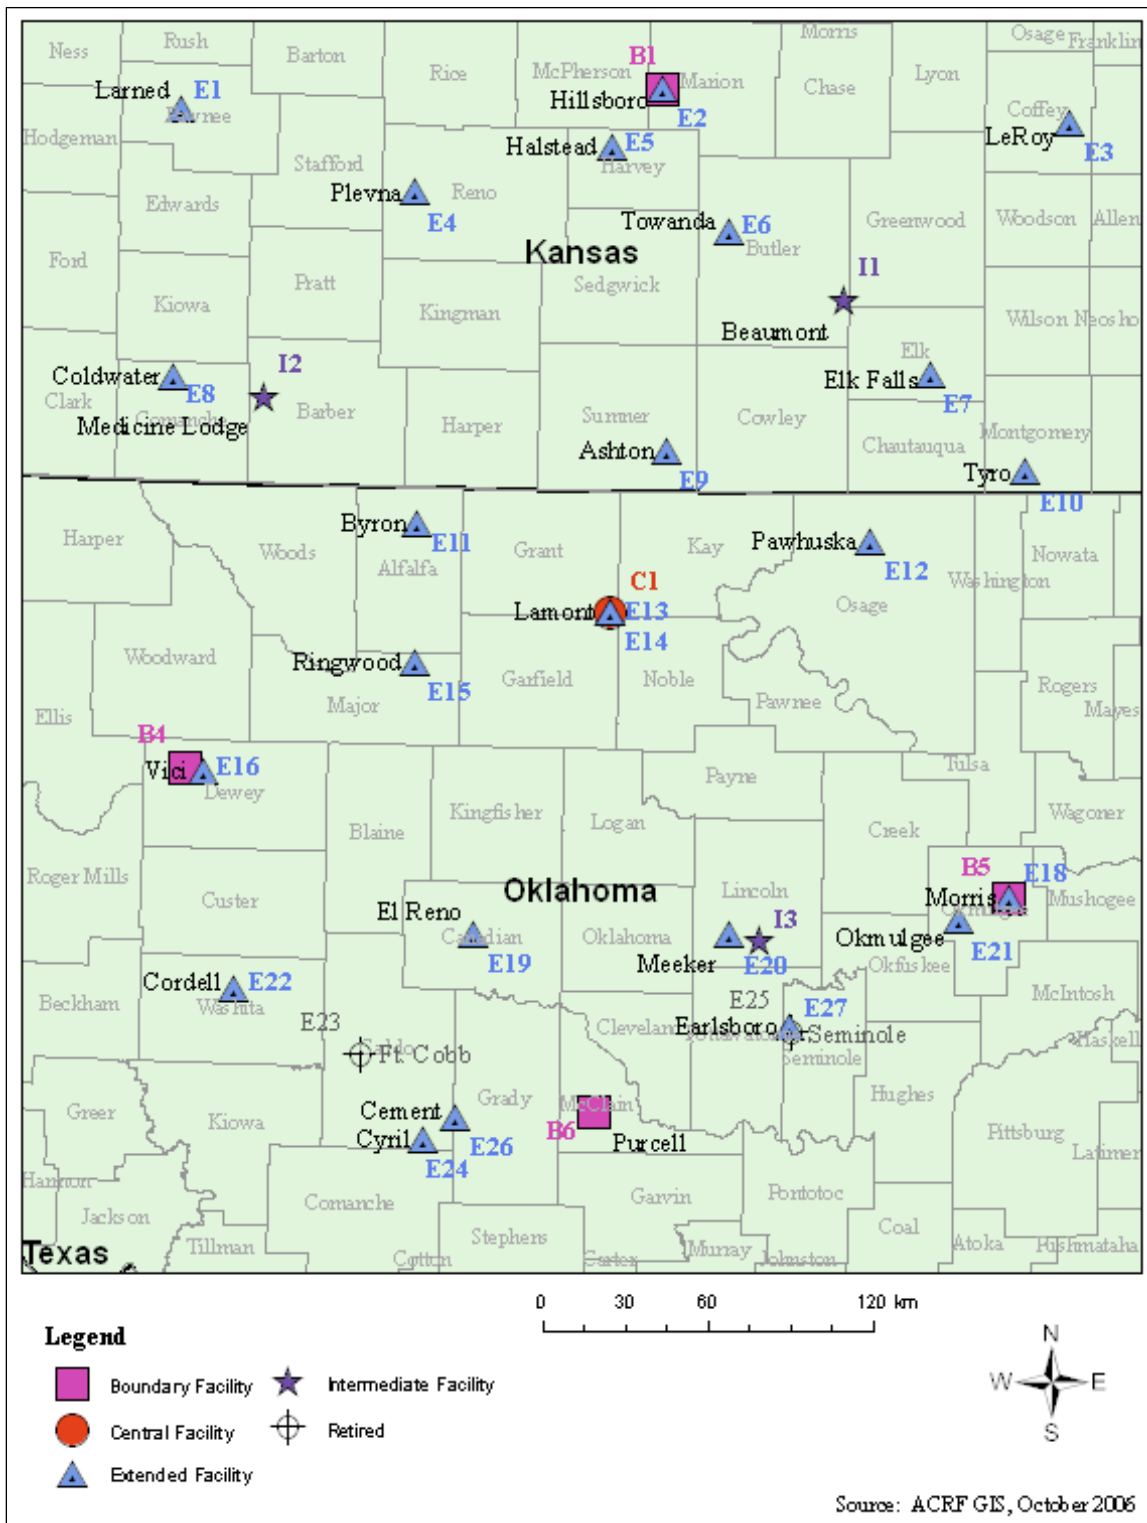 Ness
Rush
Barton
Rice
McPherson
B1
Marion
Morris
Chase
Lyon
Osage
Franklin
Larned
E1
Pawnee
Hillsboro
E2
Coffey
LeRoy
E3
Hodgeman
Stafford
Halstead
E5
Harvey
Plevna
Reno
E4
Edwards
Towanda
E6
Butler
Greenwood
Woodson
Allen
Ford
Kansas
Pratt
Kiowa
Sedgwick
I1
Kingman
Beaumont
Wilson
Neosho
Elk
Coldwater
E8
I2
Elk Falls
E7
Clark
Comanche
Barber
Medicine Lodge
Harper
Sumner
Cowley
Chautauqua
Montgomery
Ashton
E9
Tyro
E10
Harper
Woods
Byron
E11
Alfalfa
Grant
Kay
Pawhuska
E12
Washington
Nowata
C1
Lamont
E13
E14
Osage
Woodward
Ringwood
E15
Major
Garfield
Noble
Pawnee
Rogers
Mayes
Ellis
B4
Vici
E16
Dewey
Payne
Tulsa
Kingfisher
Logan
Blaine
Creek
Wagoner
Roger Mills
Custer
Oklahoma
Lincoln
B5
E18
Morris
Okmulgee
Muskogee
El Reno
Canadian
E19
Oklahoma
I3
Meeker
E20
Okmulgee
E21
Okfuskee
Cordell
E22
Washita
Beckham
E25
E27
McIntosh
E23
Cleveland
Earlsboro
Pottawatomie
Seminole
Seminole
Haskell
Caddo
Ft. Cobb
Greer
Kiowa
Cement
Cyril
E26
E24
Grady
McClain
B6
Purcell
Hughes
Pittsburg
Latimer
Harmon
Jackson
Comanche
Garvin
Pontotoc
Coal
Tillman
Cotton
Stephens
Carter
Murray
Johnston
Atoka
Pushmataha
Texas
0 30 60 120 km
Legend
Boundary Facility
Intermediate Facility
Central Facility
Retired
Extended Facility
N
W E
S
Source: ACRF GIS, October 2006